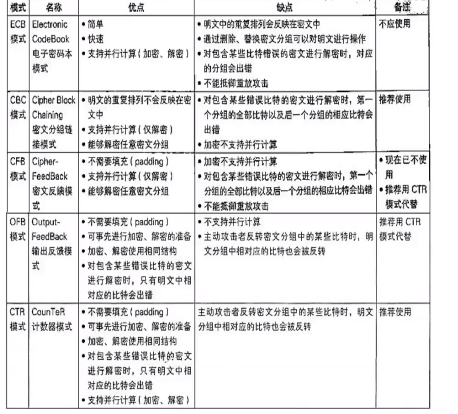 模式 名称 优点 缺点 备注
ECB模式 Electronic CodeBook 电子密码本模式
• 简单
• 快速
• 支持并行计算（加密、解密）
• 明文中的重复排列会反映在密文中
• 通过删除、替换密文分组可以对明文进行操作
• 对包含某些比特错误的密文进行解密时，对应的分组会出错
• 不能抵御重放攻击
不应使用
CBC模式 Cipher Block Chaining 密文分组链接模式
• 明文的重复排列不会反映在密文中
• 支持并行计算（仅解密）
• 能够解密任意密文分组
• 对包含某些错误比特的密文进行解密时，第一个分组的全部比特以及后一个分组的相应比特会出错
• 加密不支持并行计算
推荐使用
CFB模式 Cipher-FeedBack 密文反馈模式
• 不需要填充（padding）
• 支持并行计算（仅解密）
• 能够解密任意密文分组
• 加密不支持并行计算
• 对包含某些错误比特的密文进行解密时，第一个分组的全部比特以及后一个分组的相应比特会出错
• 不能抵御重放攻击
• 现在已不使用
• 推荐用 CTR 模式代替
OFB模式 Output-FeedBack 输出反馈模式
• 不需要填充（padding）
• 可事先进行加密、解密的准备
• 加密、解密使用相同结构
• 对包含某些错误比特的密文进行解密时，只有明文中相对应的比特会出错
• 不支持并行计算
• 主动攻击者反转密文分组中的某些比特时，明文分组中相对应的比特也会被反转
推荐用 CTR 模式代替
CTR模式 CounTeR 计数器模式
• 不需要填充（padding）
• 可事先进行加密、解密的准备
• 加密、解密使用相同结构
• 对包含某些错误比特的密文进行解密时，只有明文中相对应的比特会出错
• 支持并行计算（加密、解密）
主动攻击者反转密文分组中的某些比特时，明文分组中相对应的比特也会被反转
推荐使用